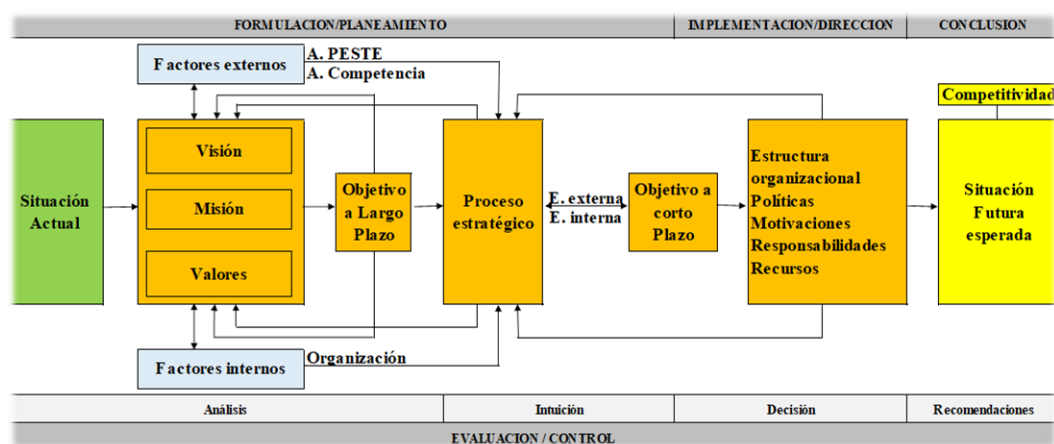 FORMULACION/PLANEAMIENTO
IMPLEMENTACION/DIRECCION
CONCLUSION
Factores externos
A. PESTE
A. Competencia
Competitividad
Situación
Actual
Visión
Misión
Valores
Objetivo
a Largo
Plazo
Proceso
estratégico
E. externa
E. interna
Objetivo a
corto
Plazo
Estructura
organizacional
Políticas
Motivaciones
Responsabilidades
Recursos
Situación
Futura
esperada
Factores internos
Organización
Análisis
Intuición
Decisión
Recomendaciones
EVALUACION / CONTROL